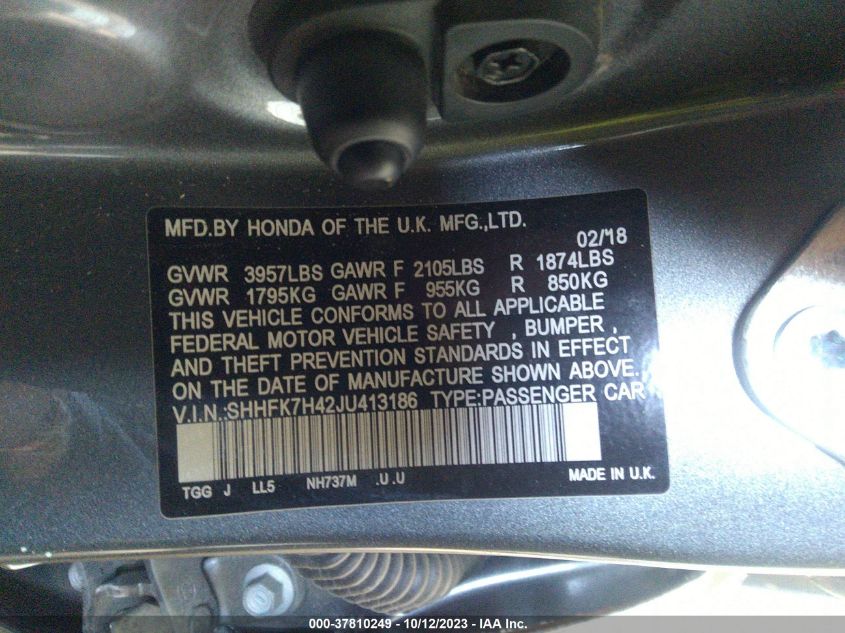 MFD.BY HONDA OF THE U.K. MFG.,LTD.
02/'18
GVWR 3957LBS GAWR F 2105LBS R 1874LBS
GVWR 1795KG GAWR F 955KG R 850KG
THIS VEHICLE CONFORMS TO ALL APPLICABLE
FEDERAL MOTOR VEHICLE SAFETY , BUMPER ,
AND THEFT PREVENTION STANDARDS IN EFFECT
ON THE DATE OF MANUFACTURE SHOWN ABOVE.
V.I.N.:SHHFK7H42JU413186 TYPE:PASSENGER CAR
TGG J LL5 NH737M .U .U MADE IN U.K.
000-37810249 - 10/12/2023 - IAA Inc.